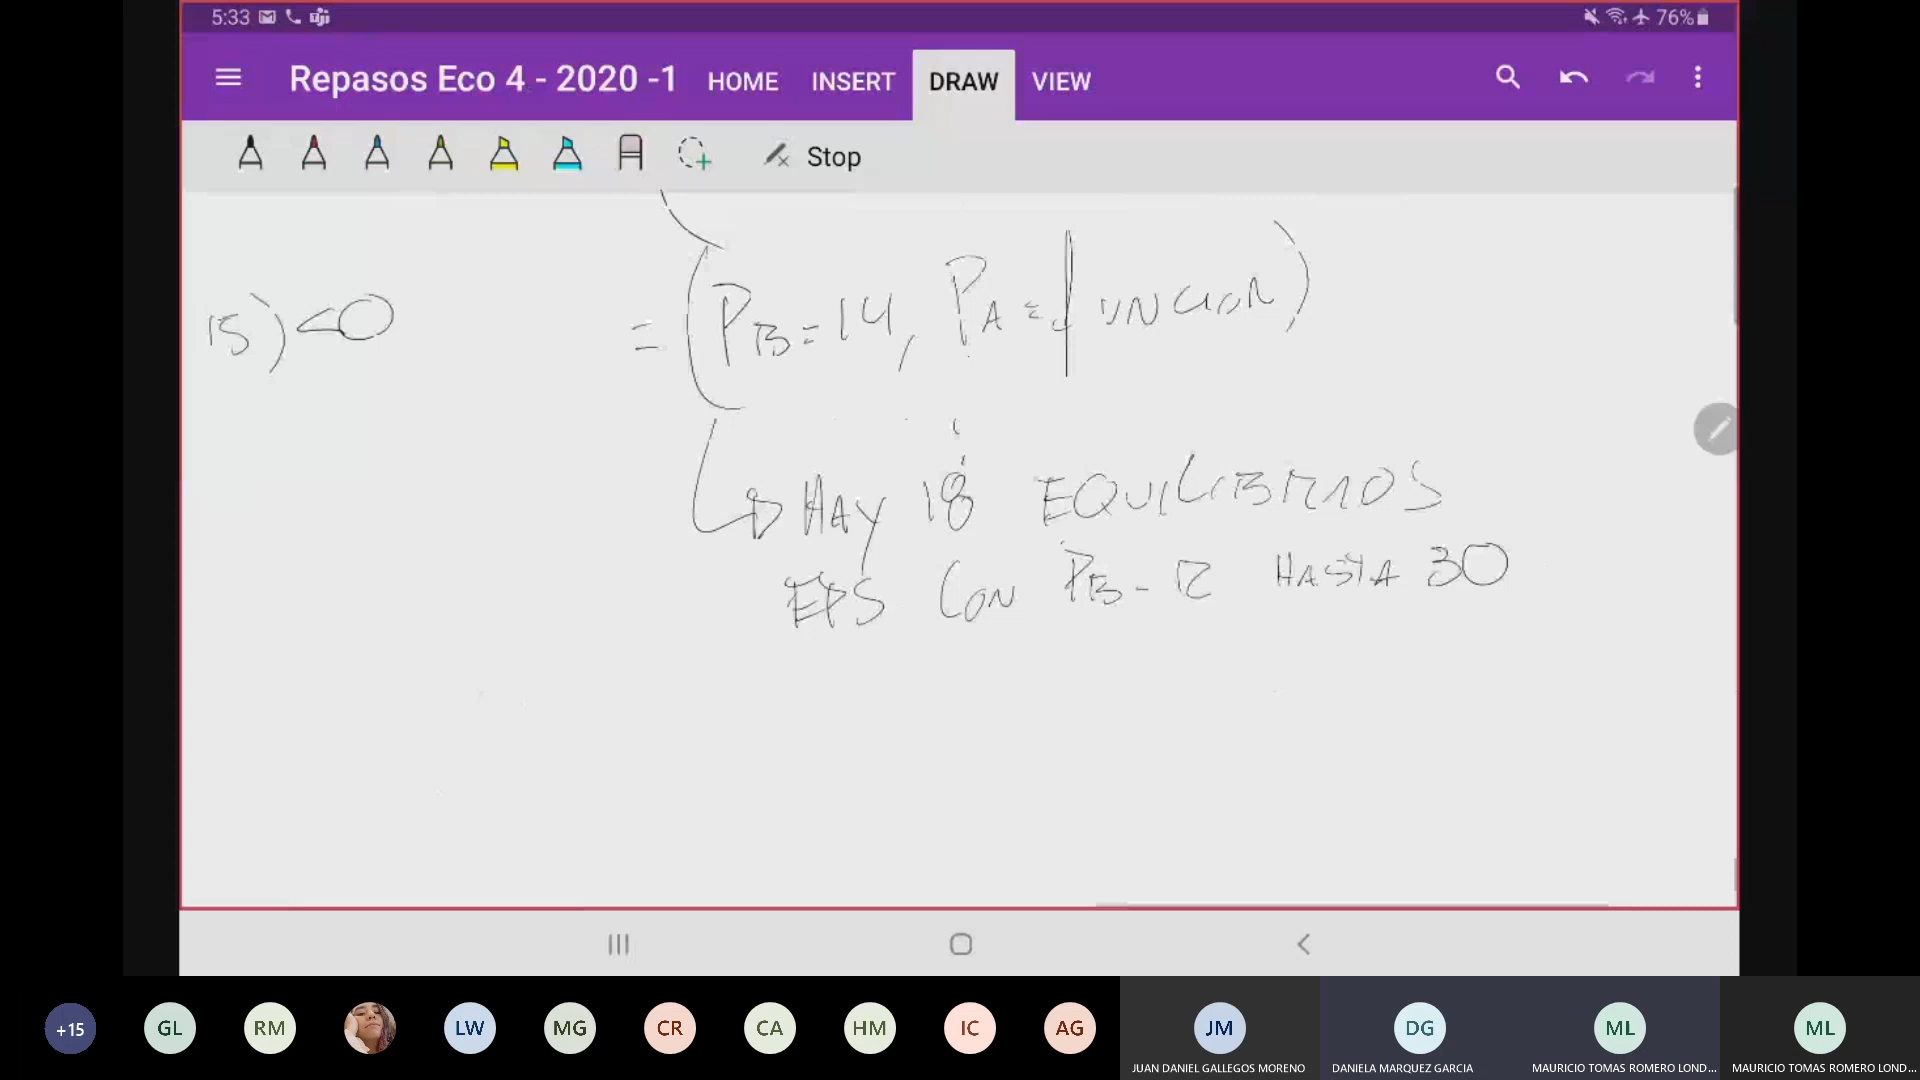 5:33 76%
Repasos Eco 4 - 2020 -1 HOME INSERT DRAW VIEW
Stop
15) <0 = (PB = 14, PA = función)
HAY 18 EQUILIBRIOS
EPS CON PB = 12 HASTA 30
+15 GL RM LW MG CR CA HM IC AG JM DG ML ML
JUAN DANIEL GALLEGOS MORENO DANIELA MARQUEZ GARCIA MAURICIO TOMAS ROMERO LOND... MAURICIO TOMAS ROMERO LOND...